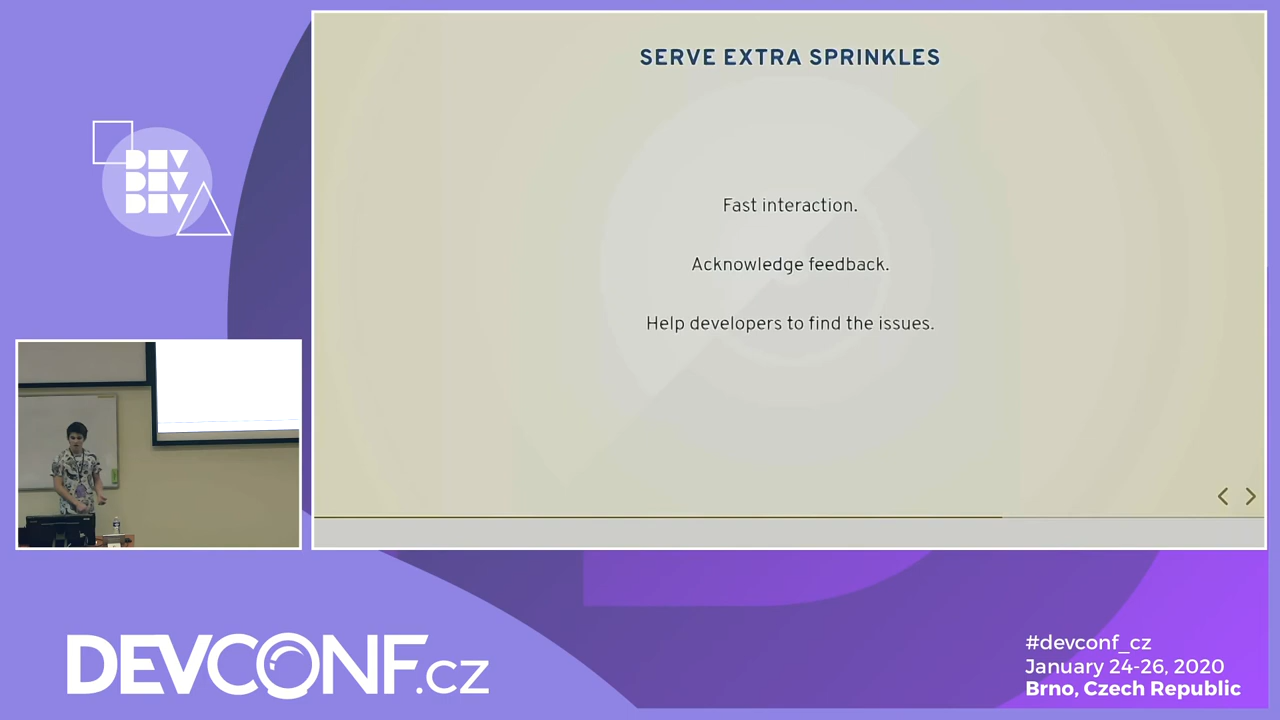 SERVE EXTRA SPRINKLES
Fast interaction.
Acknowledge feedback.
Help developers to find the issues.
DEV
DEV
DEV
DEVCONF.cz
#devconf_cz
January 24-26, 2020
Brno, Czech Republic